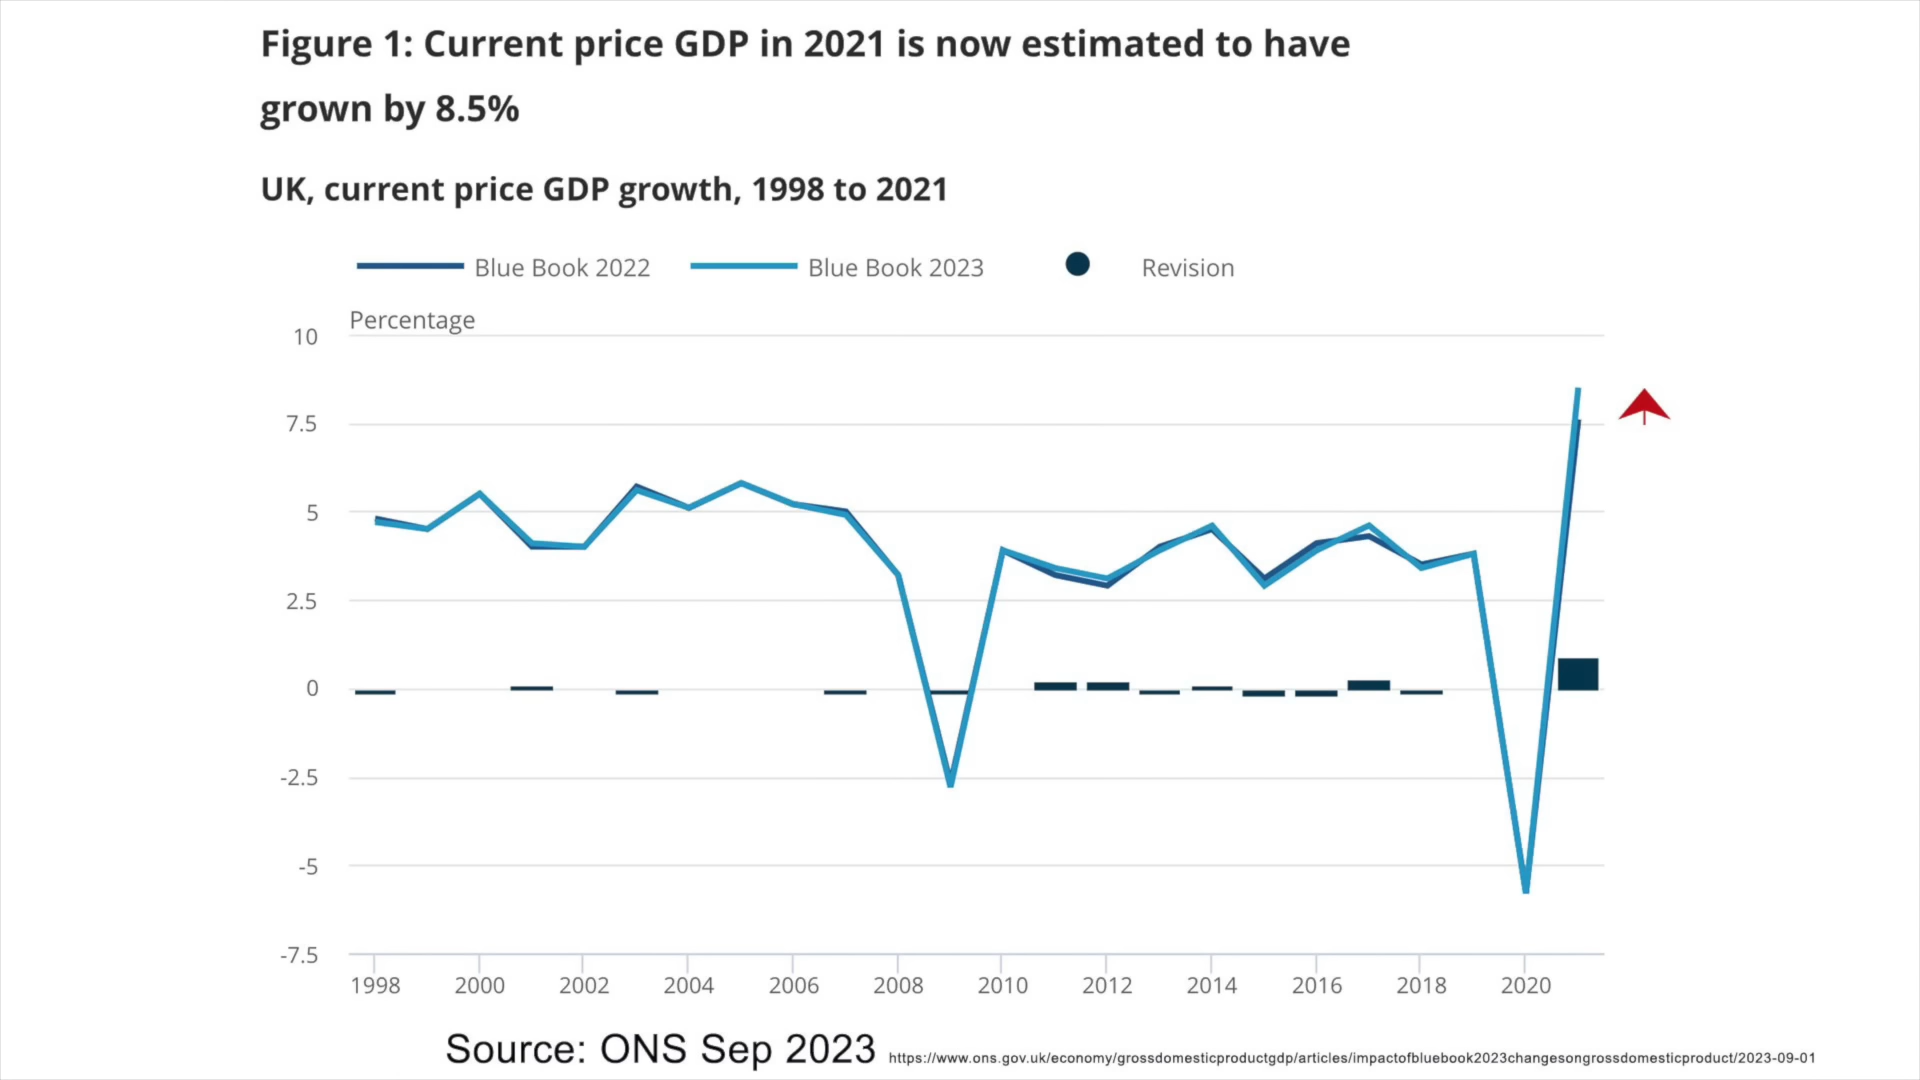 Figure 1: Current price GDP in 2021 is now estimated to have
grown by 8.5%
UK, current price GDP growth, 1998 to 2021
Blue Book 2022 Blue Book 2023 Revision
Percentage
10
7.5
5
2.5
0
-2.5
-5
-7.5
1998 2000 2002 2004 2006 2008 2010 2012 2014 2016 2018 2020
Source: ONS Sep 2023 https://www.ons.gov.uk/economy/grossdomesticproductgdp/articles/impactofbluebook2023changesongrossdomesticproduct/2023-09-01